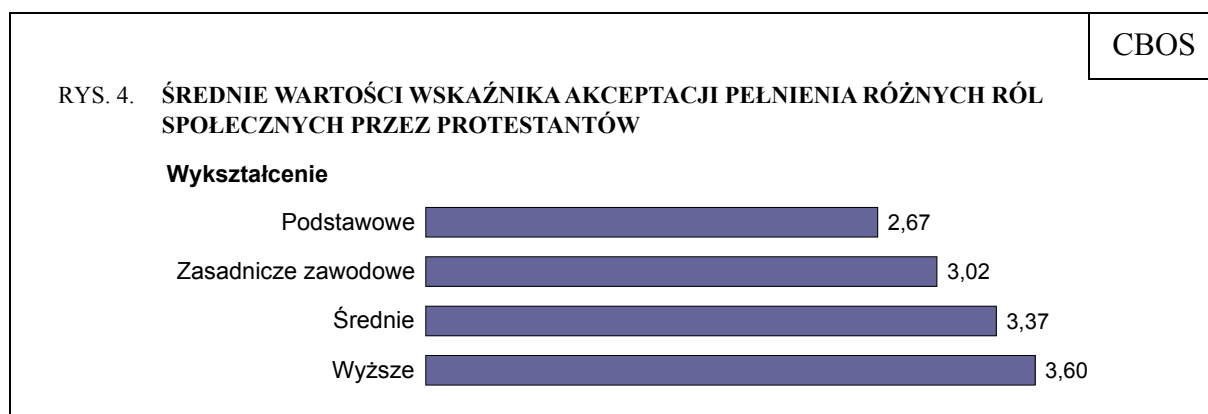 CBOS
RYS. 4. ŚREDNIE WARTOŚCI WSKAŹNIKA AKCEPTACJI PEŁNIENIA RÓŻNYCH RÓL
SPOŁECZNYCH PRZEZ PROTESTANTÓW
Wykształcenie
Podstawowe 2,67
Zasadnicze zawodowe 3,02
Średnie 3,37
Wyższe 3,60